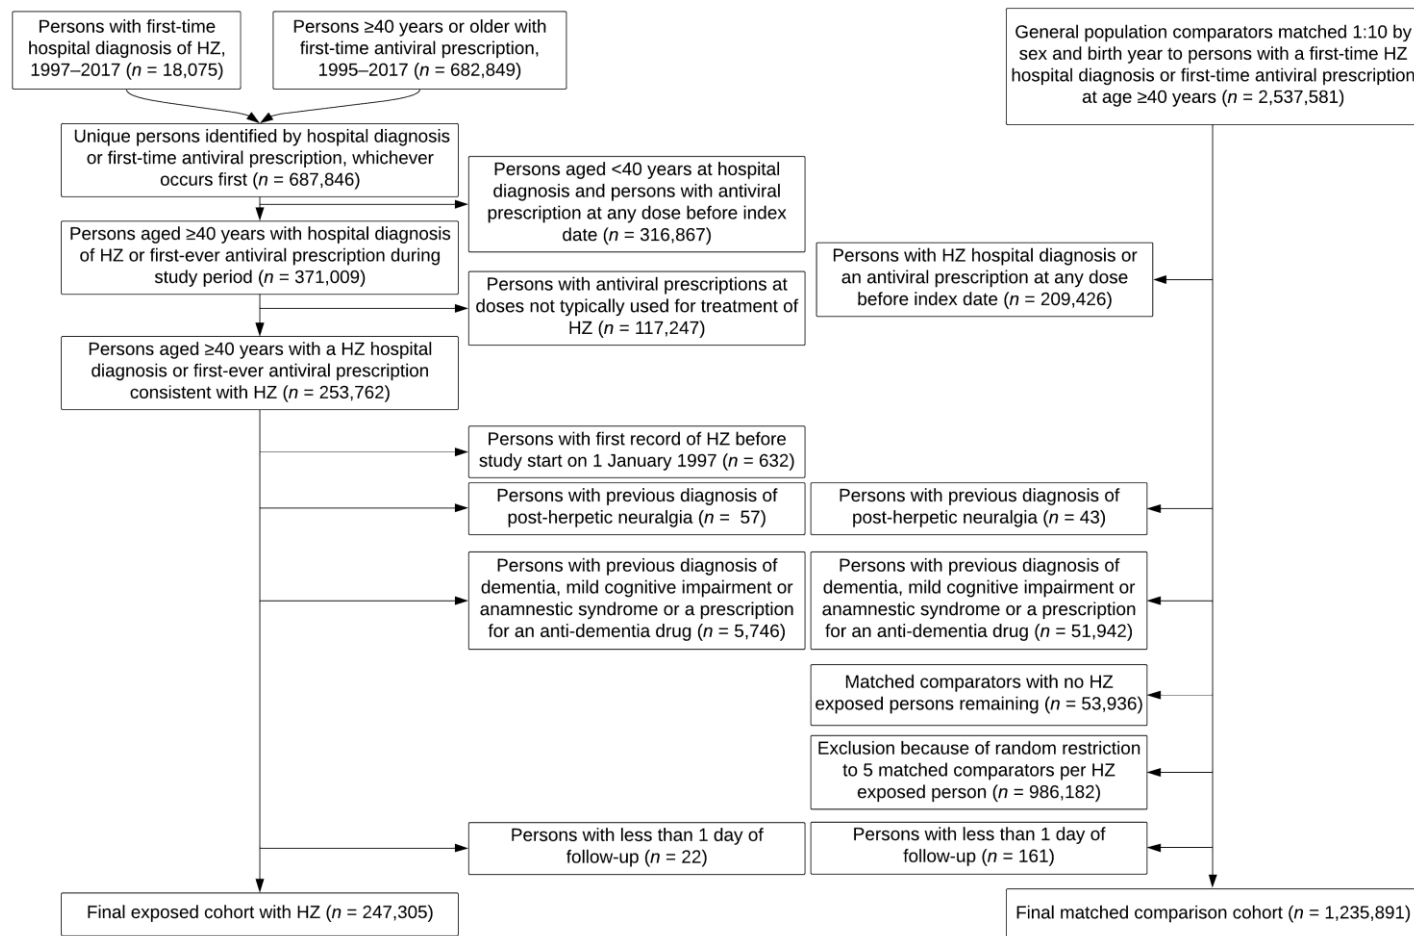 Persons with first-time
hospital diagnosis of HZ,
1997–2017 (n = 18,075)
Persons ≥40 years or older with
first-time antiviral prescription,
1995–2017 (n = 682,849)
General population comparators matched 1:10 by
sex and birth year to persons with a first-time HZ
hospital diagnosis or first-time antiviral prescription
at age ≥40 years (n = 2,537,581)
Unique persons identified by hospital diagnosis
or first-time antiviral prescription, whichever
occurs first (n = 687,846)
Persons aged <40 years at hospital
diagnosis and persons with antiviral
prescription at any dose before index
date (n = 316,867)
Persons aged ≥40 years with hospital diagnosis
of HZ or first-ever antiviral prescription during
study period (n = 371,009)
Persons with HZ hospital diagnosis or
an antiviral prescription at any dose
before index date (n = 209,426)
Persons with antiviral prescriptions at
doses not typically used for treatment of
HZ (n = 117,247)
Persons aged ≥40 years with a HZ hospital
diagnosis or first-ever antiviral prescription
consistent with HZ (n = 253,762)
Persons with first record of HZ before
study start on 1 January 1997 (n = 632)
Persons with previous diagnosis of
post-herpetic neuralgia (n =  57)
Persons with previous diagnosis of
post-herpetic neuralgia (n = 43)
Persons with previous diagnosis of
dementia, mild cognitive impairment or
anamnestic syndrome or a prescription
for an anti-dementia drug (n = 5,746)
Persons with previous diagnosis of
dementia, mild cognitive impairment or
anamnestic syndrome or a prescription
for an anti-dementia drug (n = 51,942)
Matched comparators with no HZ
exposed persons remaining (n = 53,936)
Exclusion because of random restriction
to 5 matched comparators per HZ
exposed person (n = 986,182)
Persons with less than 1 day of
follow-up (n = 22)
Persons with less than 1 day of
follow-up (n = 161)
Final exposed cohort with HZ (n = 247,305)
Final matched comparison cohort (n = 1,235,891)